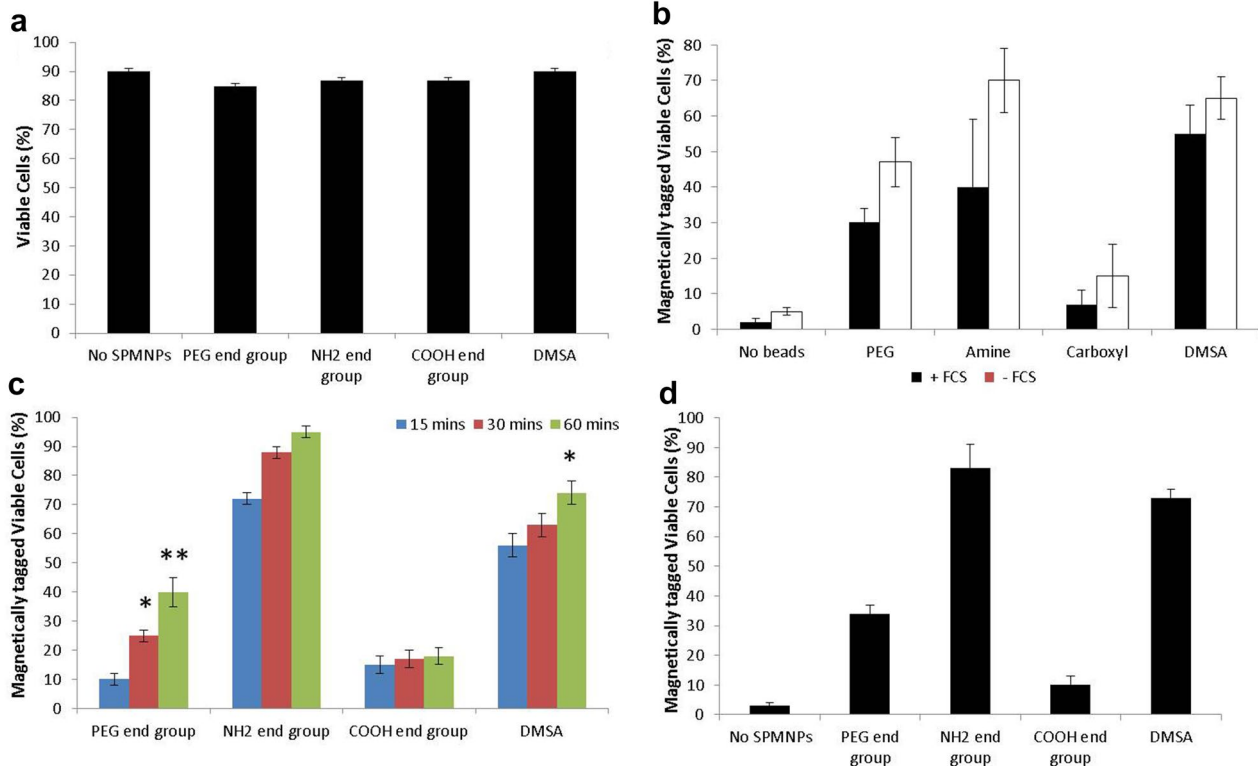 a
Viable Cells (%)
100
90
80
70
60
50
40
30
20
10
0
No SPMNPs
PEG end group
NH2 end
group
COOH end
group
DMSA
b
Magnetically tagged Viable Cells (%)
80
70
60
50
40
30
20
10
0
No beads
PEG
Amine
Carboxyl
DMSA
+ FCS
- FCS
c
Magnetically tagged Viable Cells (%)
100
90
80
70
60
50
40
30
20
10
0
15 mins
30 mins
60 mins
*
**
*
PEG end group
NH2 end group
COOH end group
DMSA
d
Magnetically tagged Viable Cells (%)
100
90
80
70
60
50
40
30
20
10
0
No SPMNPs
PEG end
group
NH2 end
group
COOH end
group
DMSA